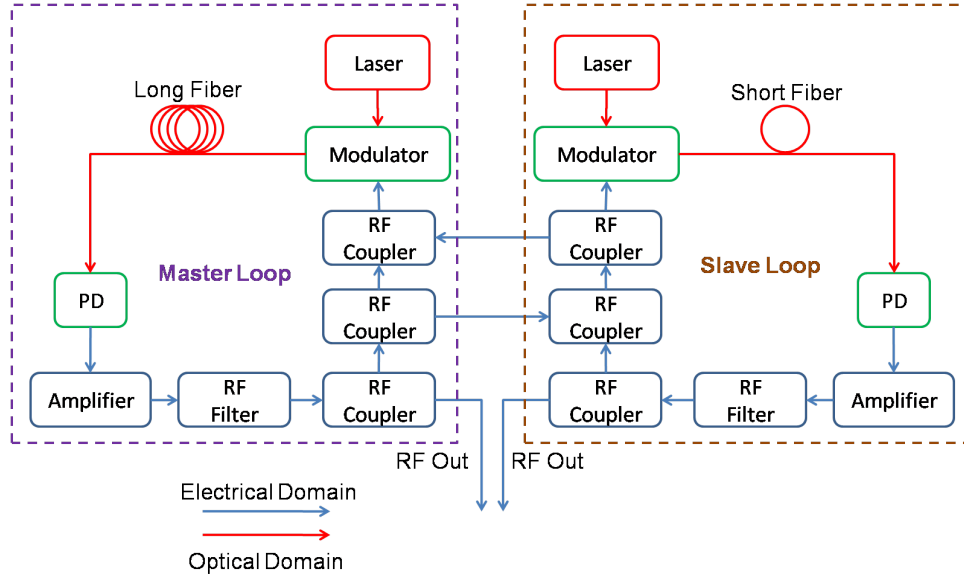 Laser
Laser
Long Fiber
Short Fiber
Modulator
Modulator
RF
Coupler
RF
Coupler
Master Loop
Slave Loop
PD
PD
RF
Coupler
RF
Coupler
Amplifier
RF
Filter
RF
Coupler
RF
Coupler
RF
Filter
Amplifier
RF Out
RF Out
Electrical Domain
Optical Domain